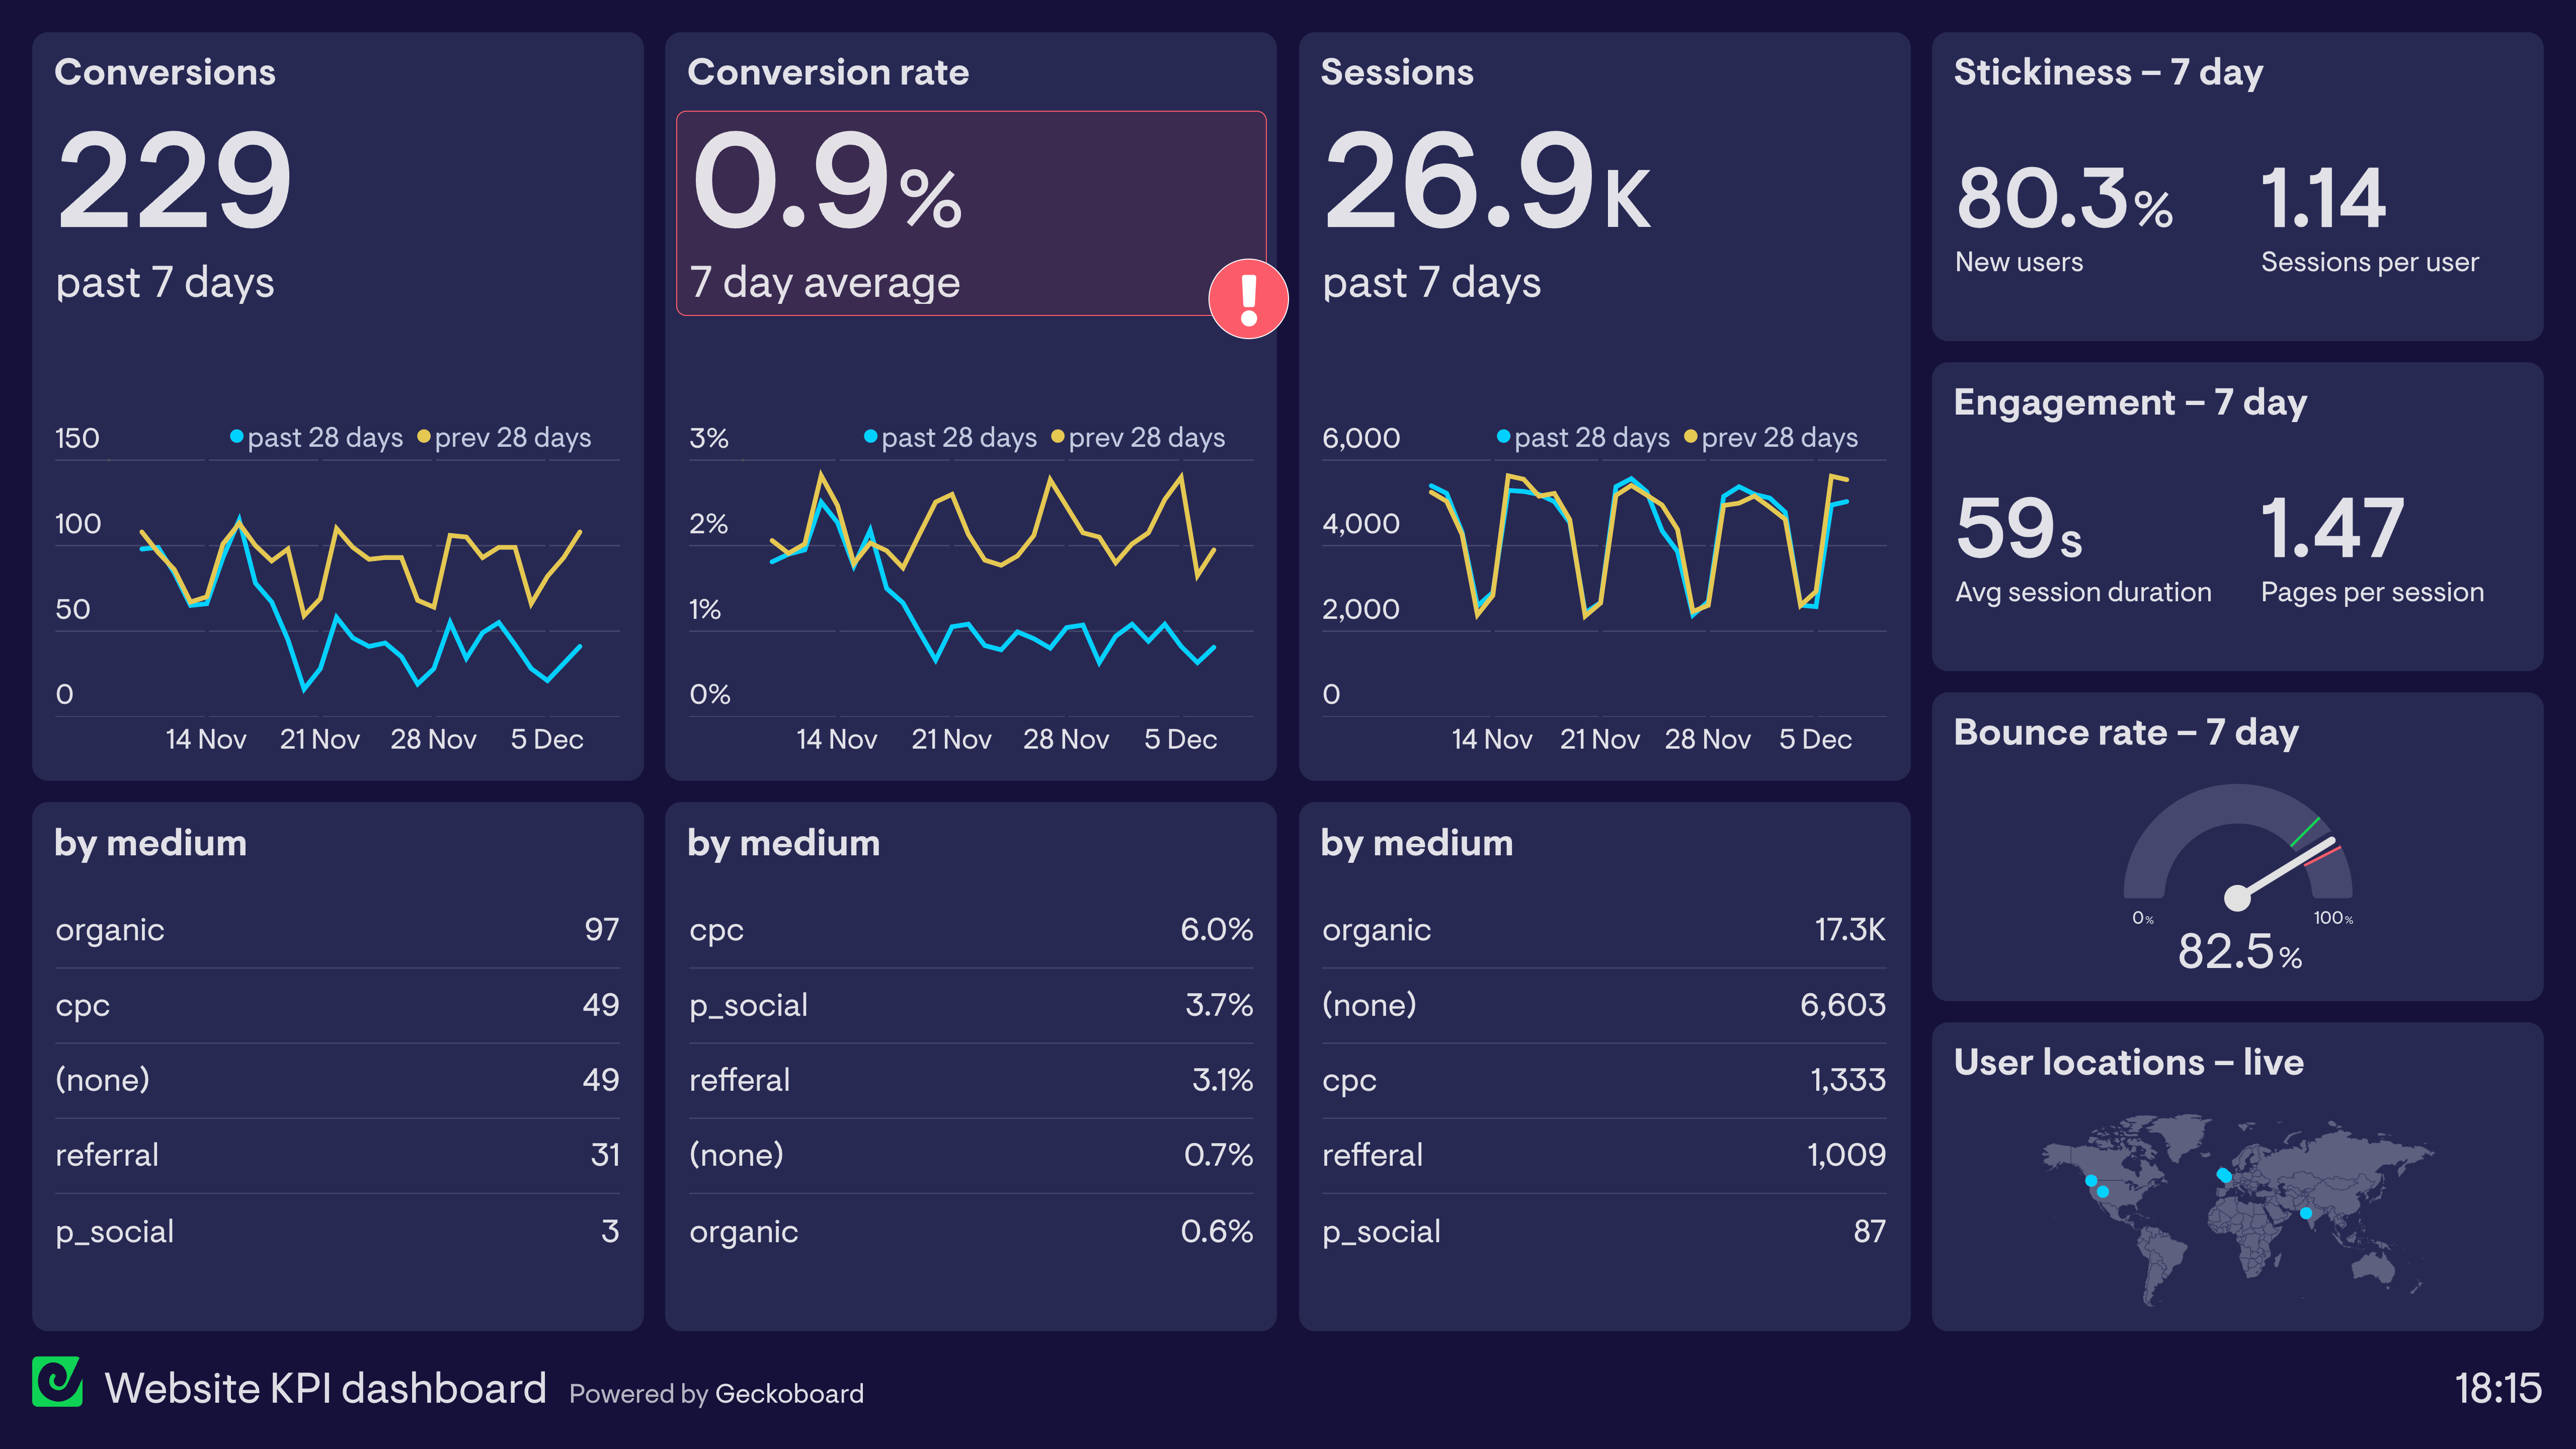 Conversions
229
past 7 days
150
past 28 days prev 28 days
100
50
0
14 Nov 21 Nov 28 Nov 5 Dec
Conversion rate
0.9%
7 day average
!
3%
past 28 days prev 28 days
2%
1%
0%
14 Nov 21 Nov 28 Nov 5 Dec
Sessions
26.9K
past 7 days
6,000
past 28 days prev 28 days
4,000
2,000
0
14 Nov 21 Nov 28 Nov 5 Dec
Stickiness – 7 day
80.3% 1.14
New users Sessions per user
Engagement – 7 day
59s 1.47
Avg session duration Pages per session
Bounce rate – 7 day
0% 100%
82.5%
by medium
organic 97
cpc 49
(none) 49
referral 31
p_social 3
by medium
cpc 6.0%
p_social 3.7%
refferal 3.1%
(none) 0.7%
organic 0.6%
by medium
organic 17.3K
(none) 6,603
cpc 1,333
refferal 1,009
p_social 87
User locations – live
Website KPI dashboard Powered by Geckoboard
18:15